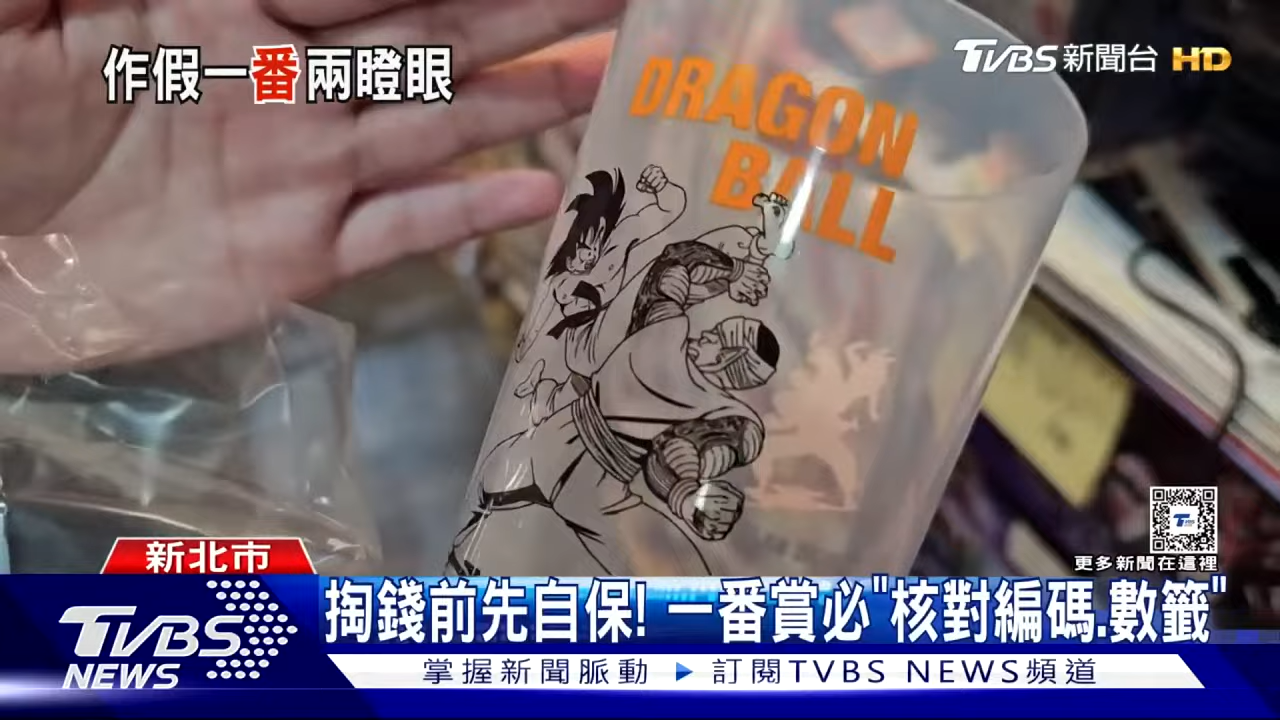 作假一番兩瞪眼
TVBS新聞台 HD
DRAGON
BALL
更多新聞在這裡
新北市
掏錢前先自保! 一番賞必"核對編碼.數籤"
TVBS
NEWS
掌握新聞脈動 ▶ 訂閱TVBS NEWS頻道